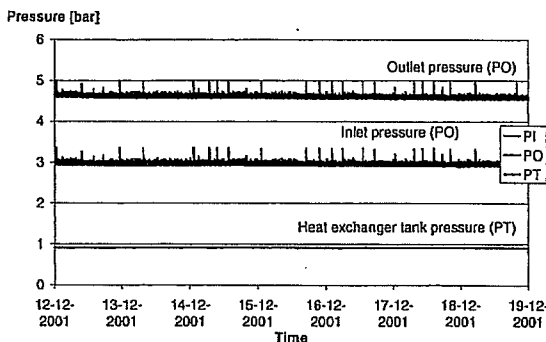 Pressure [bar]
6
Outlet pressure (PO)
5
4
Inlet pressure (PO)
PI
3
PO
PT
2
Heat exchanger tank pressure (PT)
1
0
12-12- 13-12- 14-12- 15-12- 16-12- 17-12- 18-12- 19-12-
2001 2001 2001 2001 2001 2001 2001 2001
Time